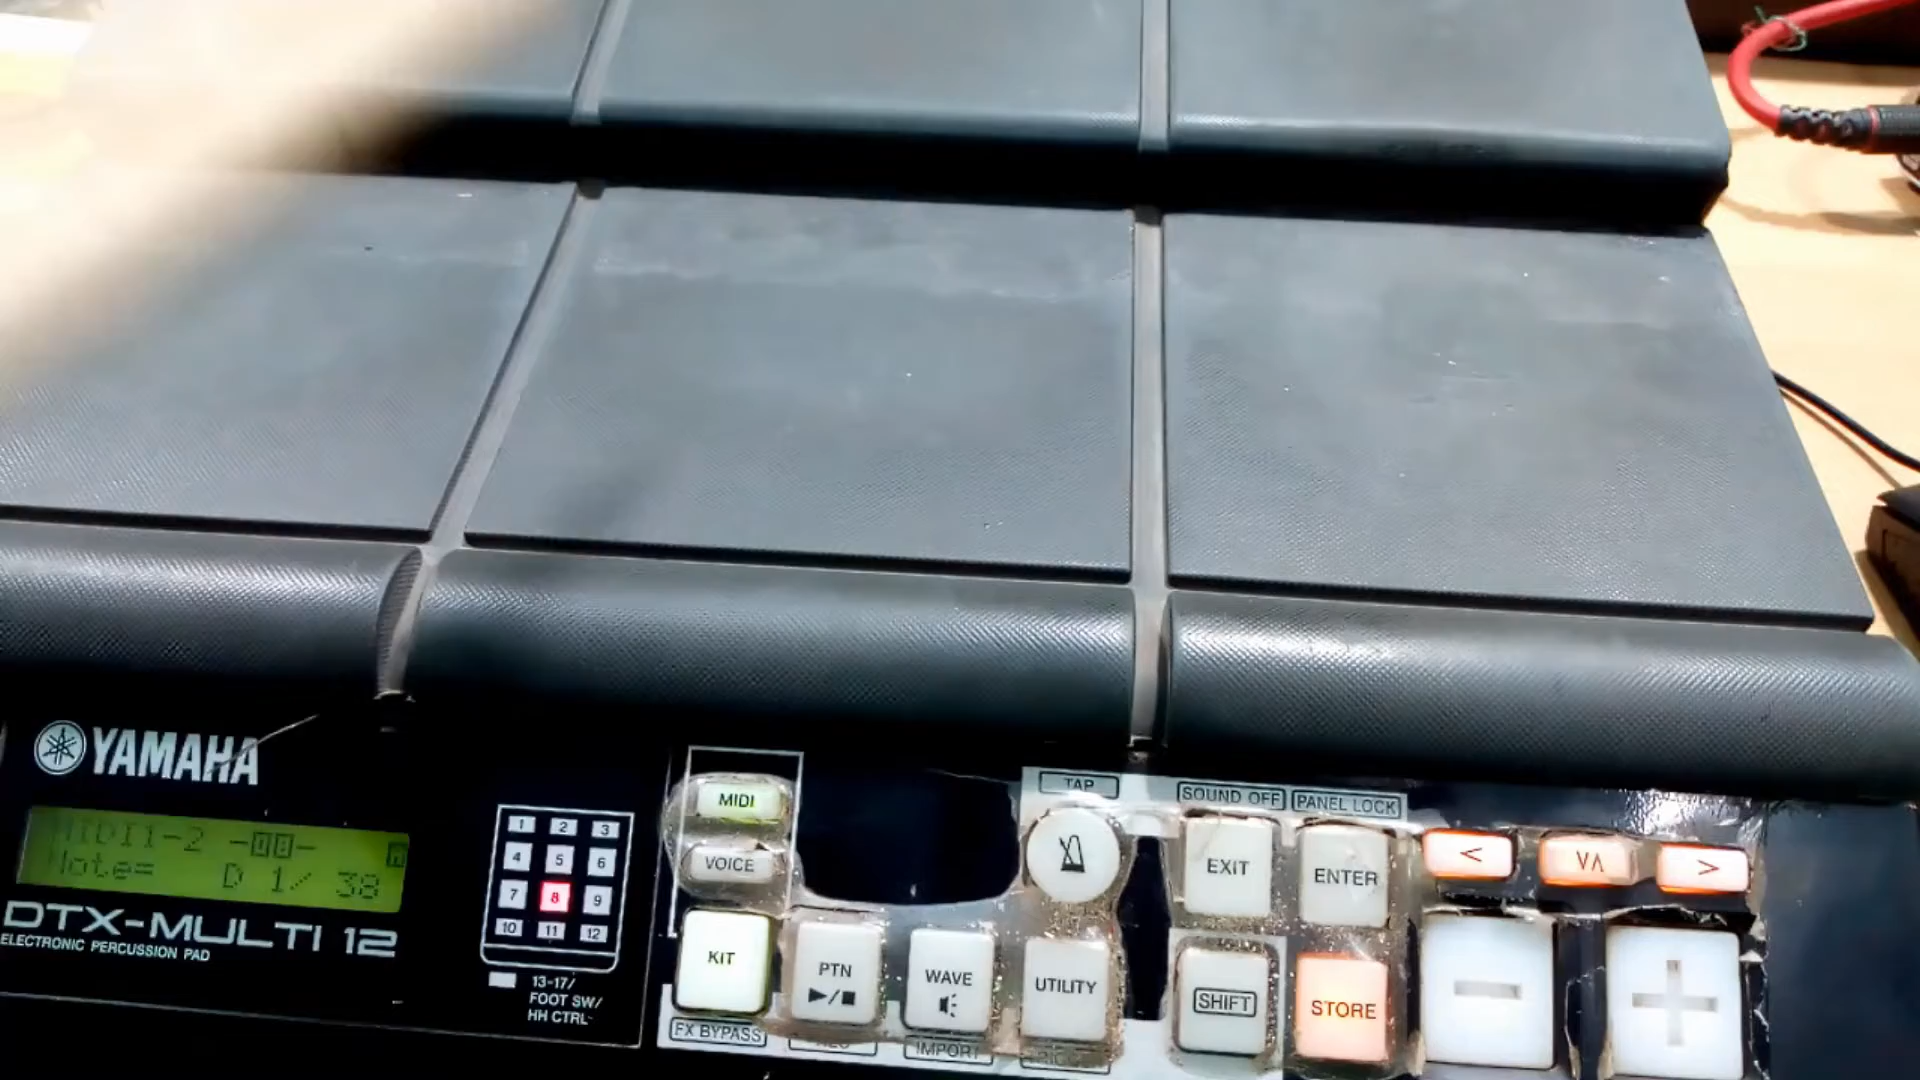 YAMAHA
MIDI1-2 -00-
Note= D 1/ 38
DTX-MULTI 12
ELECTRONIC PERCUSSION PAD
1 2 3
4 5 6
7 8 9
10 11 12
13-17/
FOOT SW/
HH CTRL
MIDI
VOICE
KIT
FX BYPASS
PTN
WAVE
IMPORT
UTILITY
TAP
SOUND OFF
PANEL LOCK
EXIT
ENTER
SHIFT
STORE
< VΛ >
− +